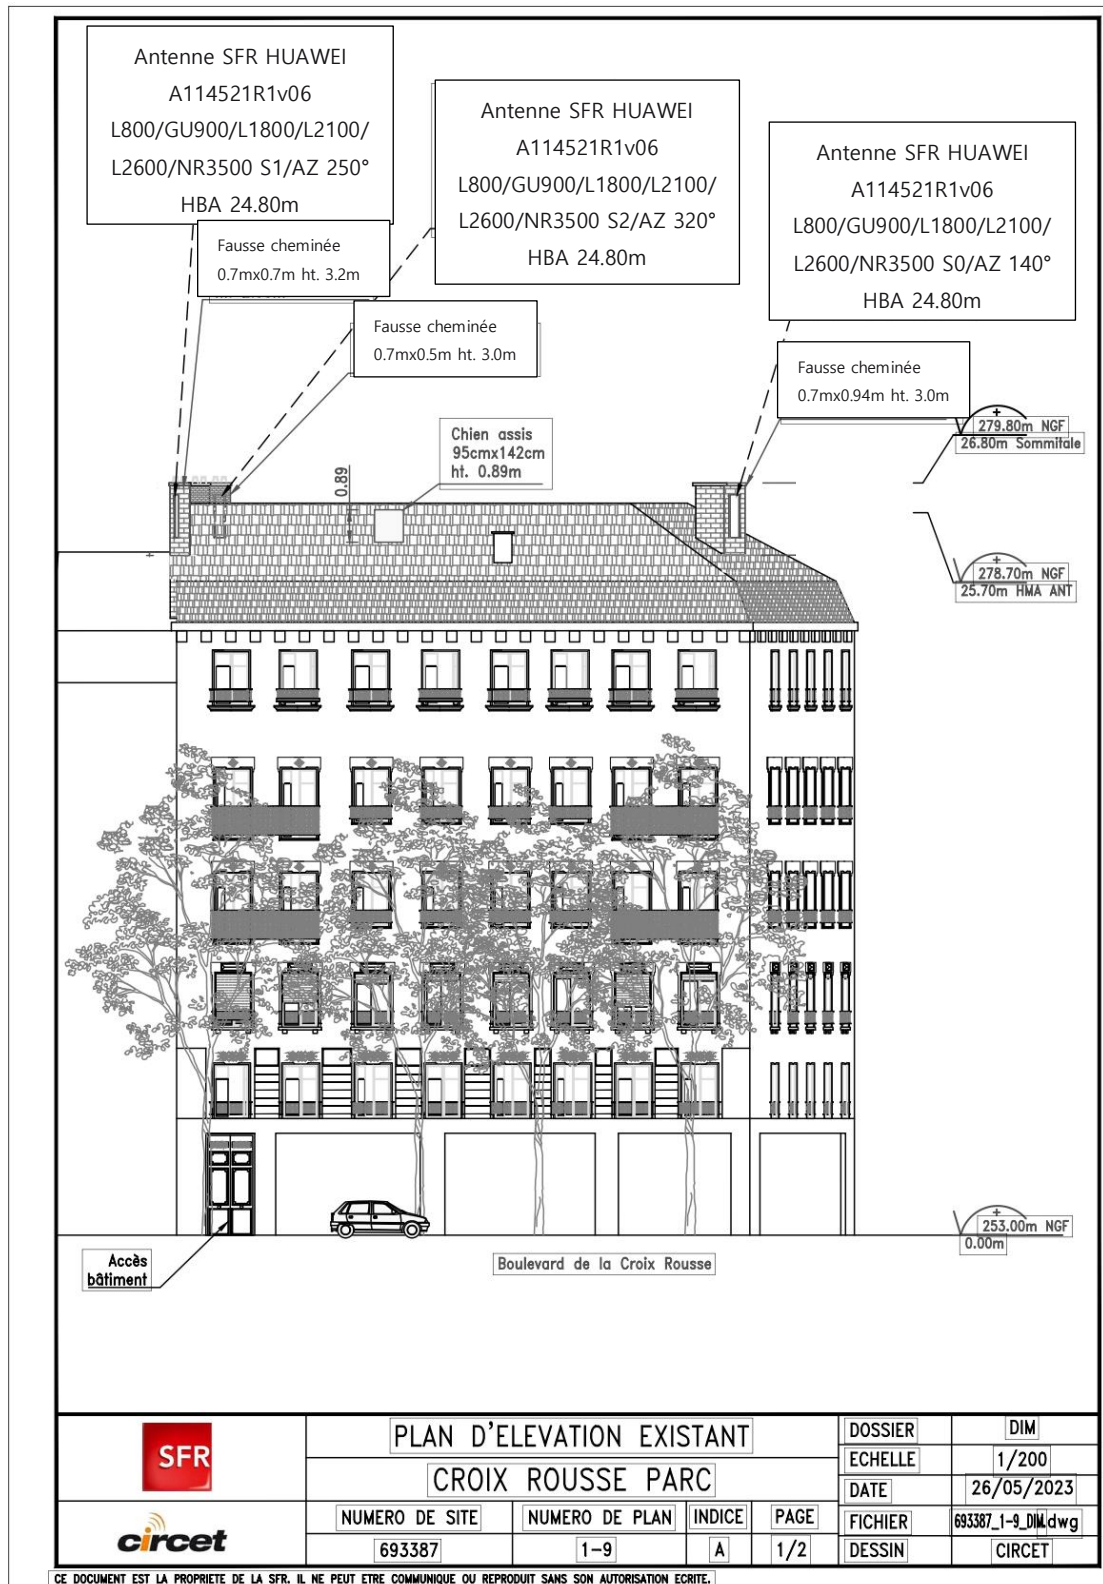 Antenne SFR HUAWEI
A114521R1v06
L800/GU900/L1800/L2100/
L2600/NR3500 S1/AZ 250°
HBA 24.80m
Antenne SFR HUAWEI
A114521R1v06
L800/GU900/L1800/L2100/
L2600/NR3500 S2/AZ 320°
HBA 24.80m
Antenne SFR HUAWEI
A114521R1v06
L800/GU900/L1800/L2100/
L2600/NR3500 S0/AZ 140°
HBA 24.80m
Fausse cheminée
0.7mx0.7m ht. 3.2m
Fausse cheminée
0.7mx0.5m ht. 3.0m
Fausse cheminée
0.7mx0.94m ht. 3.0m
Chien assis
95cmx142cm
ht. 0.89m
0.89
279.80m NGF
26.80m Sommitale
278.70m NGF
25.70m HMA ANT
253.00m NGF
0.00m
Accès
bâtiment
Boulevard de la Croix Rousse
SFR
circet
PLAN D'ELEVATION EXISTANT
CROIX ROUSSE PARC
NUMERO DE SITE
NUMERO DE PLAN
INDICE
PAGE
693387
1-9
A
1/2
DOSSIER
DIM
ECHELLE
1/200
DATE
26/05/2023
FICHIER
693387_1-9_DIM.dwg
DESSIN
CIRCET
CE DOCUMENT EST LA PROPRIETE DE LA SFR. IL NE PEUT ETRE COMMUNIQUE OU REPRODUIT SANS SON AUTORISATION ECRITE.